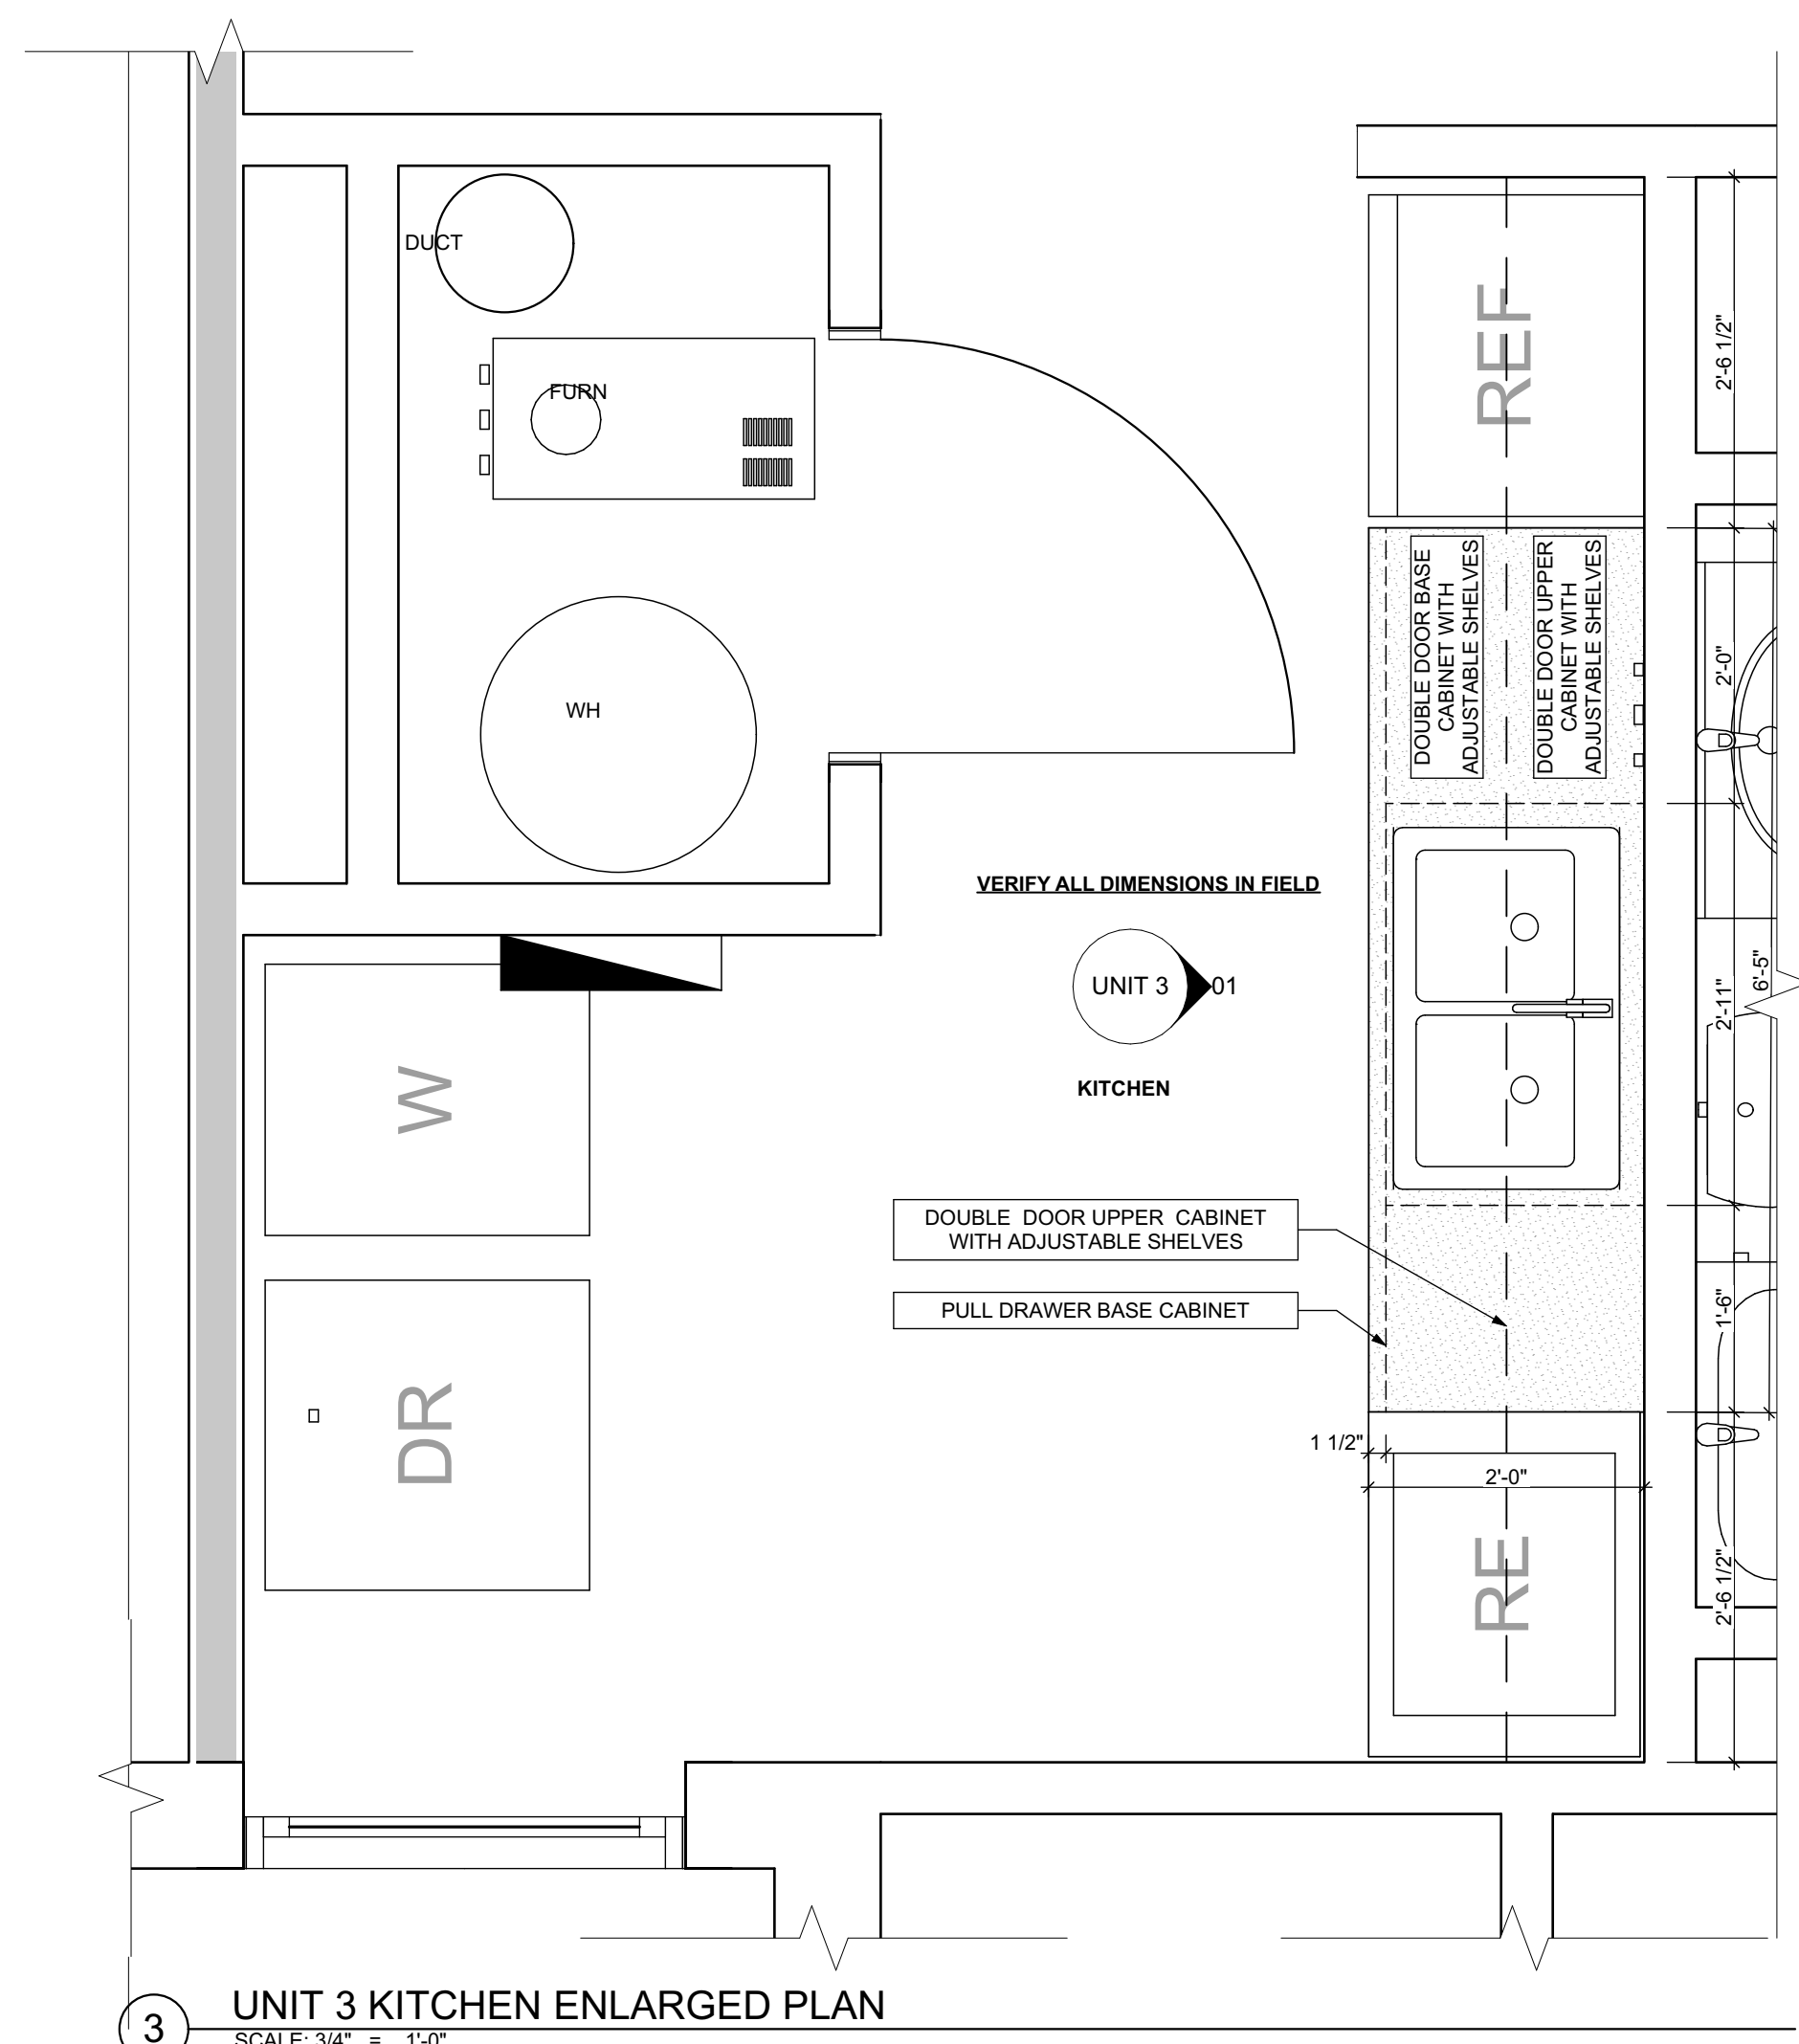 DUCT
FURN
WH
REF
2'-6 1/2"
DOUBLE DOOR BASE
CABINET WITH
ADJUSTABLE SHELVES
DOUBLE DOOR UPPER
CABINET WITH
ADJUSTABLE SHELVES
2'-0"
VERIFY ALL DIMENSIONS IN FIELD
UNIT 3
01
KITCHEN
2'-11"
6'-5"
W
DOUBLE DOOR UPPER CABINET
WITH ADJUSTABLE SHELVES
PULL DRAWER BASE CABINET
1'-6"
DR
1 1/2"
2'-0"
RE
2'-6 1/2"
3
UNIT 3 KITCHEN ENLARGED PLAN
SCALE: 3/4" = 1'-0"